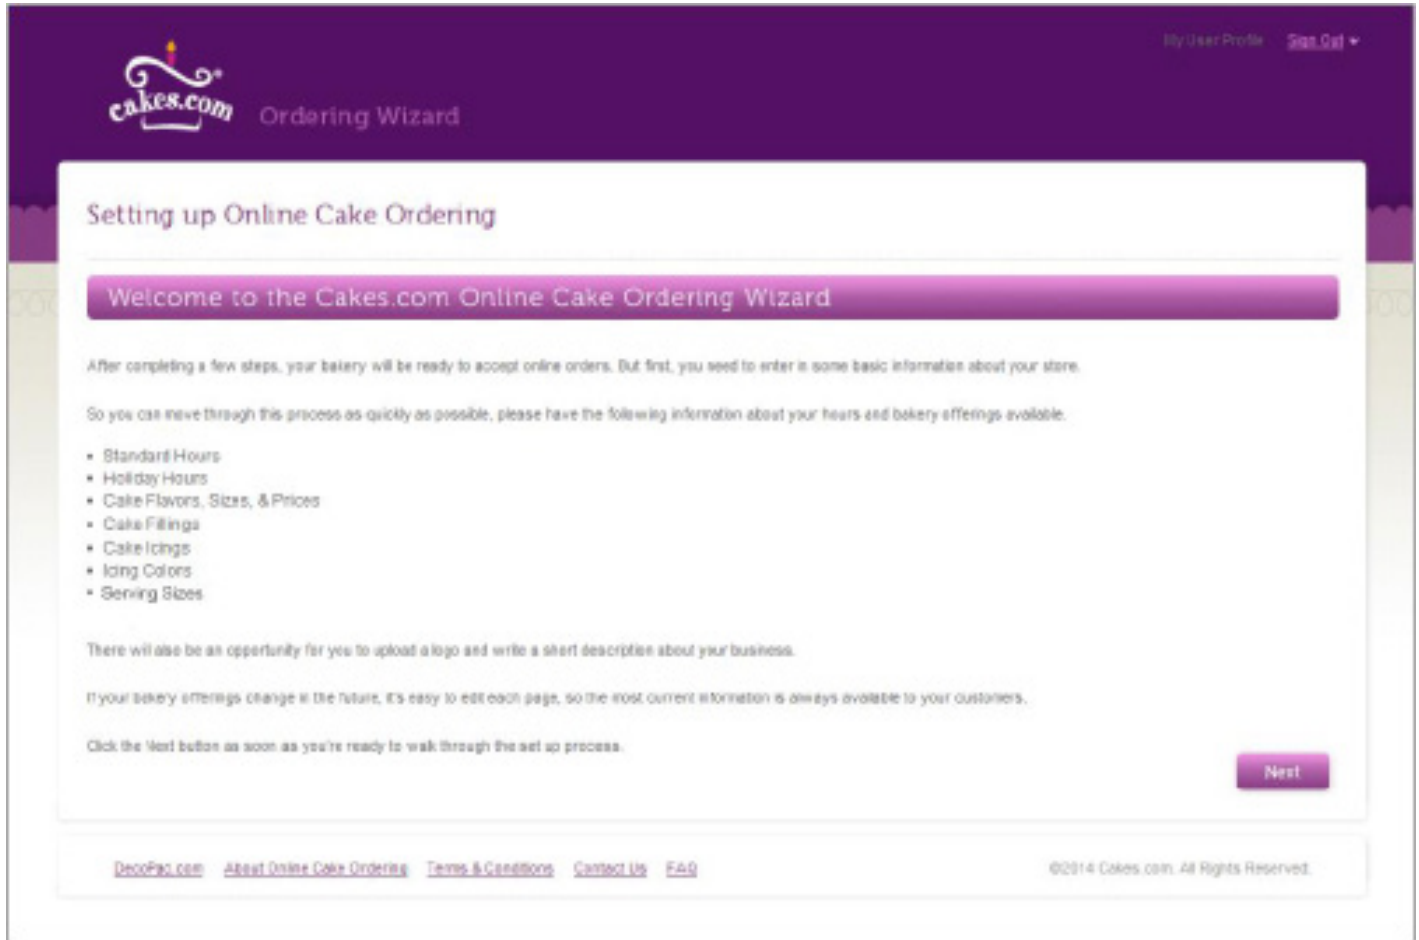 My User Profile Sign Out
cakes.com Ordering Wizard
Setting up Online Cake Ordering
Welcome to the Cakes.com Online Cake Ordering Wizard
After completing a few steps, your bakery will be ready to accept online orders. But first, you need to enter in some basic information about your store.
So you can move through this process as quickly as possible, please have the following information about your hours and bakery offerings available.
• Standard Hours
• Holiday Hours
• Cake Flavors, Sizes, & Prices
• Cake Fillings
• Cake Icings
• Icing Colors
• Serving Sizes
There will also be an opportunity for you to upload a logo and write a short description about your business.
If your bakery offerings change in the future, it's easy to edit each page, so the most current information is always available to your customers.
Click the Next button as soon as you're ready to walk through the set up process.
Next
DecoPac.com About Online Cake Ordering Terms & Conditions Contact Us FAQ
©2014 Cakes.com. All Rights Reserved.